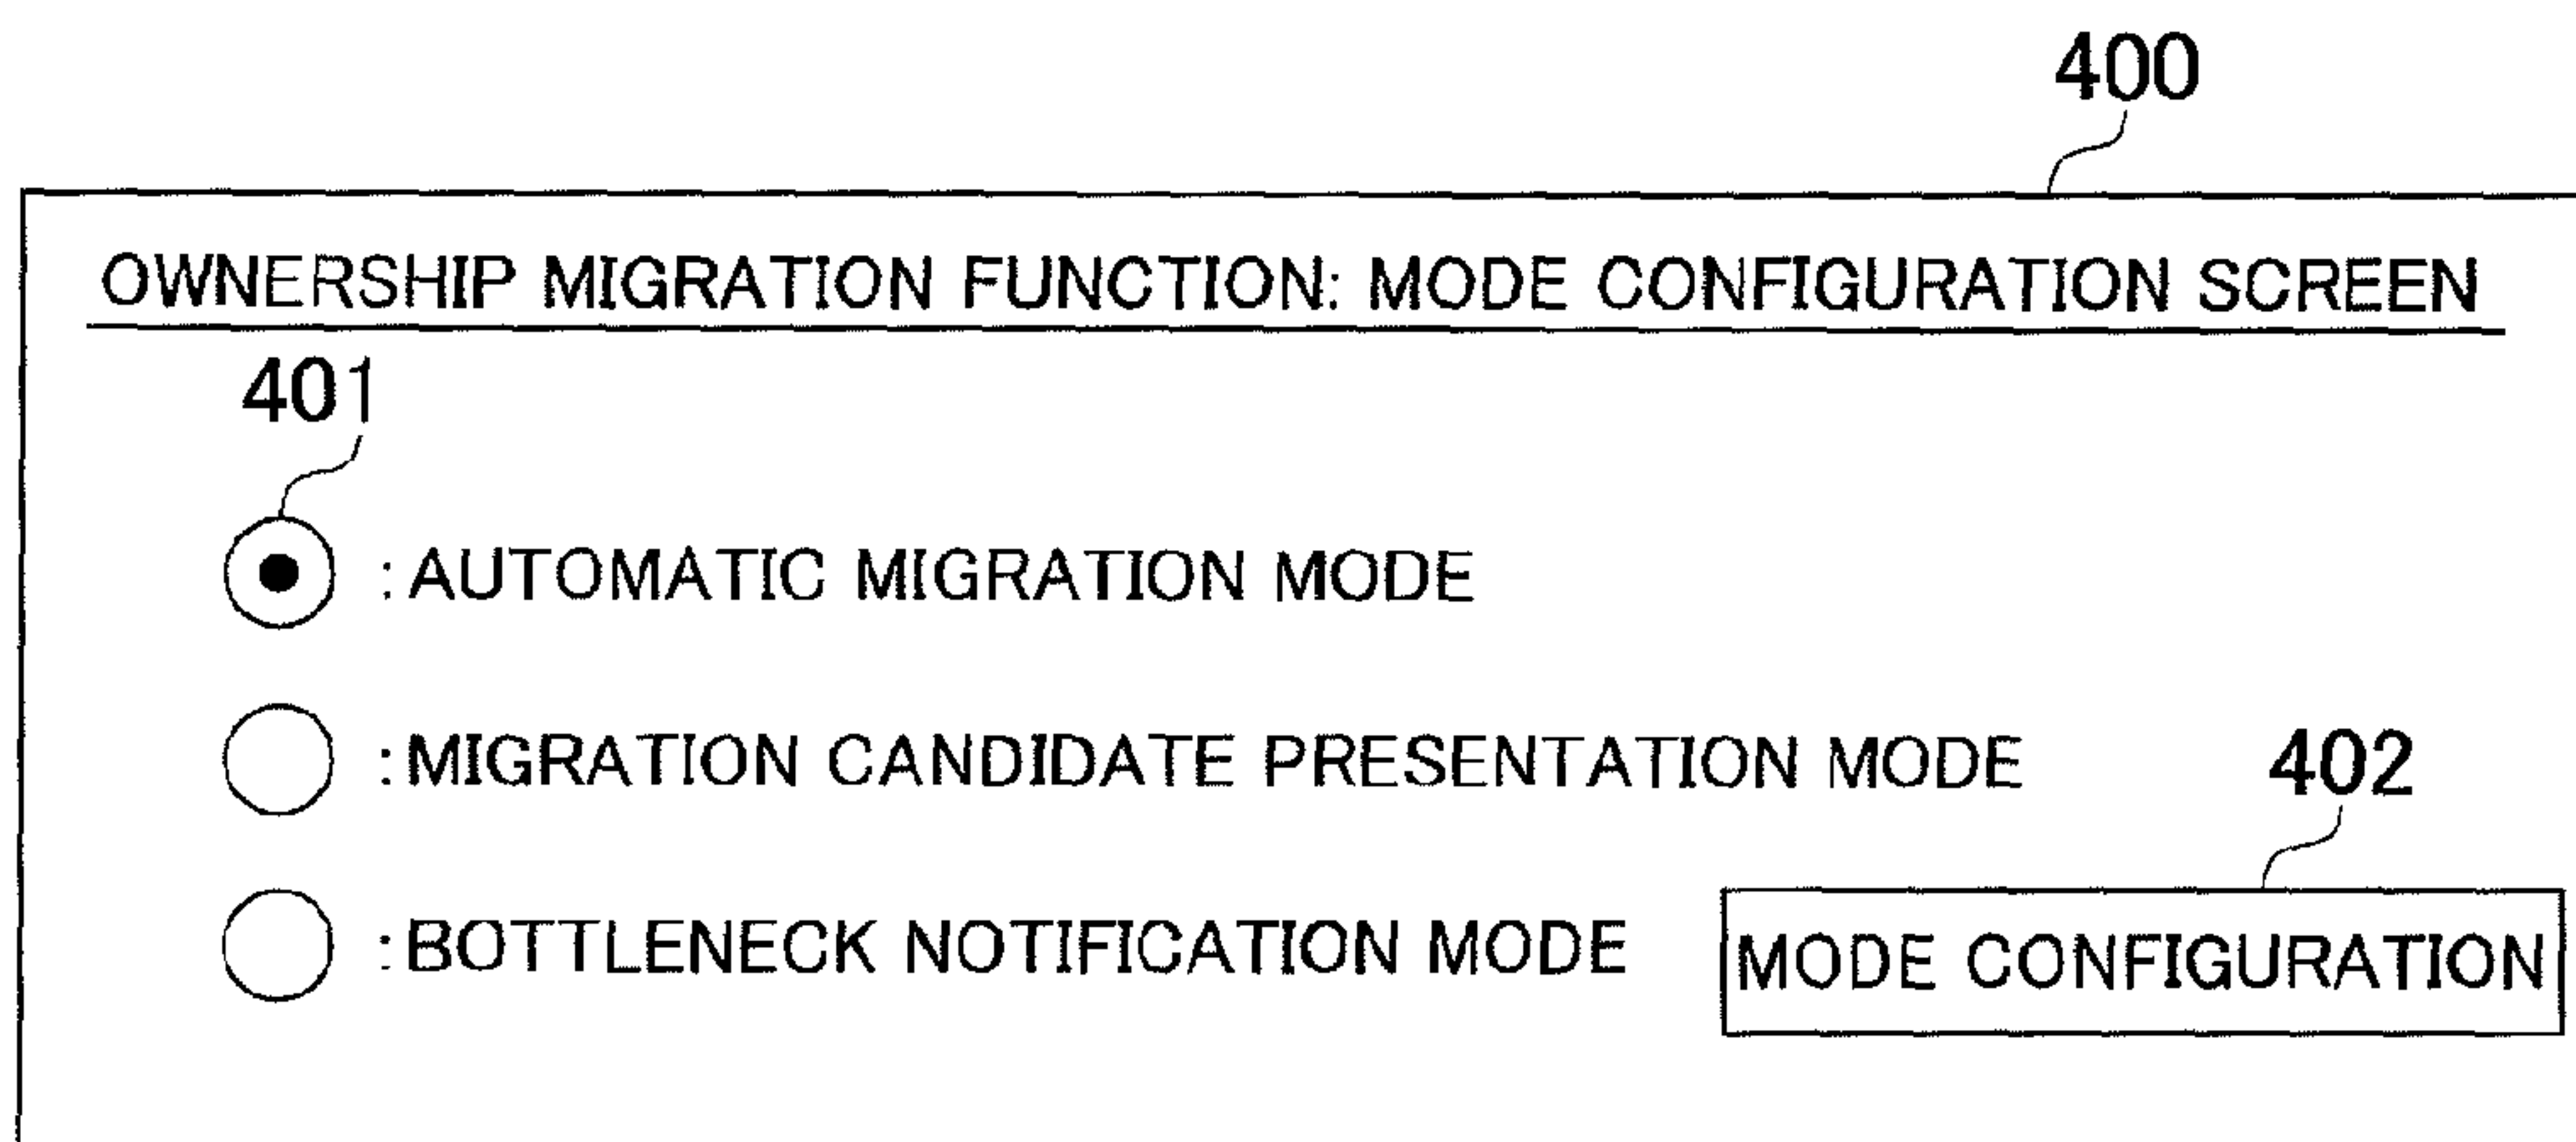 400
OWNERSHIP MIGRATION FUNCTION: MODE CONFIGURATION SCREEN
401
: AUTOMATIC MIGRATION MODE
: MIGRATION CANDIDATE PRESENTATION MODE
402
: BOTTLENECK NOTIFICATION MODE
MODE CONFIGURATION